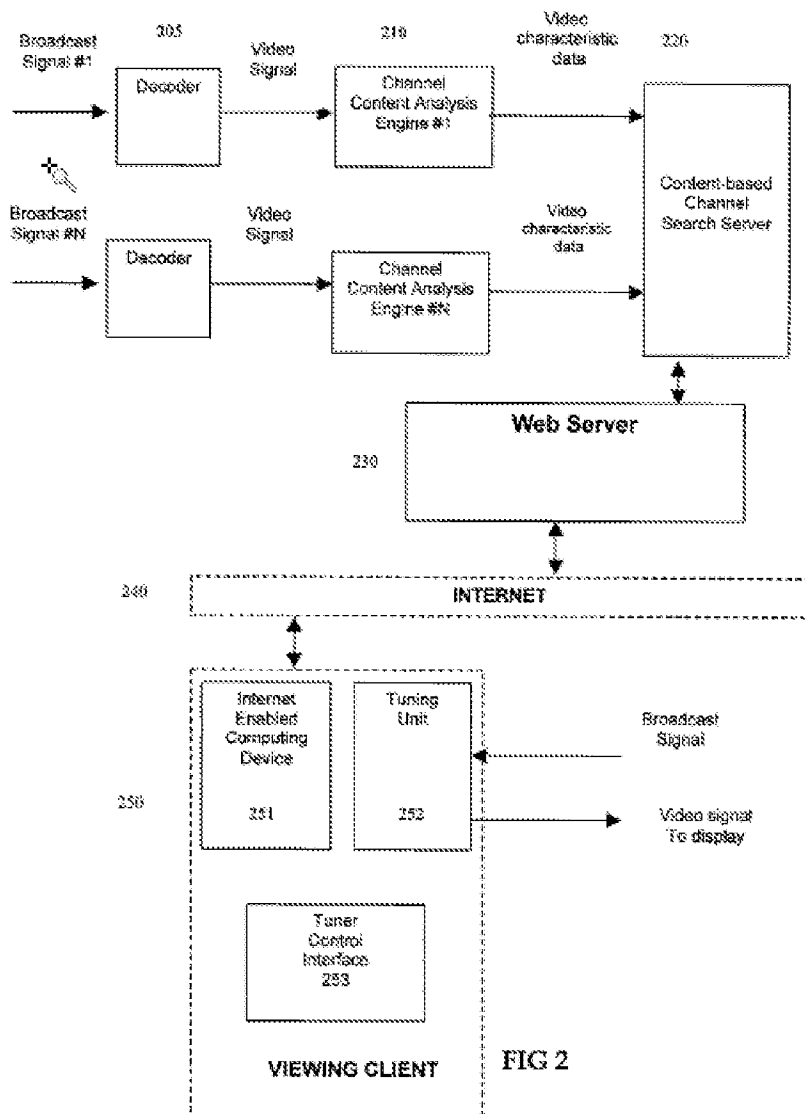 205
210
220
Broadcast
Signal #1
Decoder
Video
Signal
Channel
Content Analysis
Engine #1
Video
characteristic
data
Content-based
Channel
Search Server
Broadcast
Signal #N
Decoder
Video
Signal
Channel
Content Analysis
Engine #N
Video
characteristic
data
Web Server
230
240
INTERNET
Internet
Enabled
Computing
Device
251
Tuning
Unit
252
Broadcast
Signal
250
Video signal
To display
Tuner
Control
Interface
253
VIEWING CLIENT
FIG 2